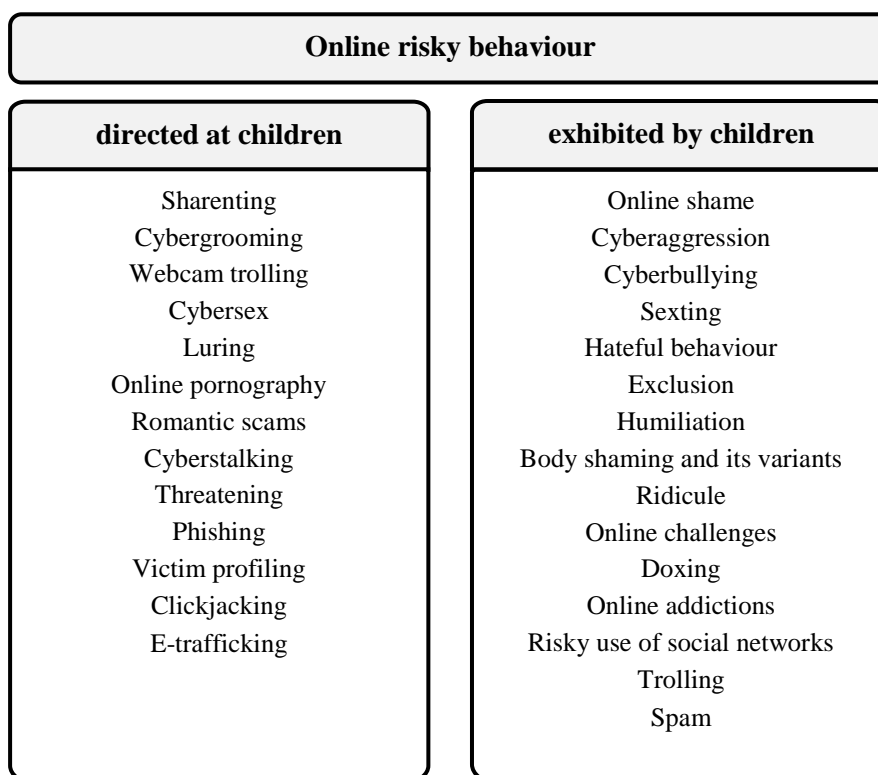 Online risky behaviour
directed at children
Sharenting
Cybergrooming
Webcam trolling
Cybersex
Luring
Online pornography
Romantic scams
Cyberstalking
Threatening
Phishing
Victim profiling
Clickjacking
E-trafficking
exhibited by children
Online shame
Cyberaggression
Cyberbullying
Sexting
Hateful behaviour
Exclusion
Humiliation
Body shaming and its variants
Ridicule
Online challenges
Doxing
Online addictions
Risky use of social networks
Trolling
Spam